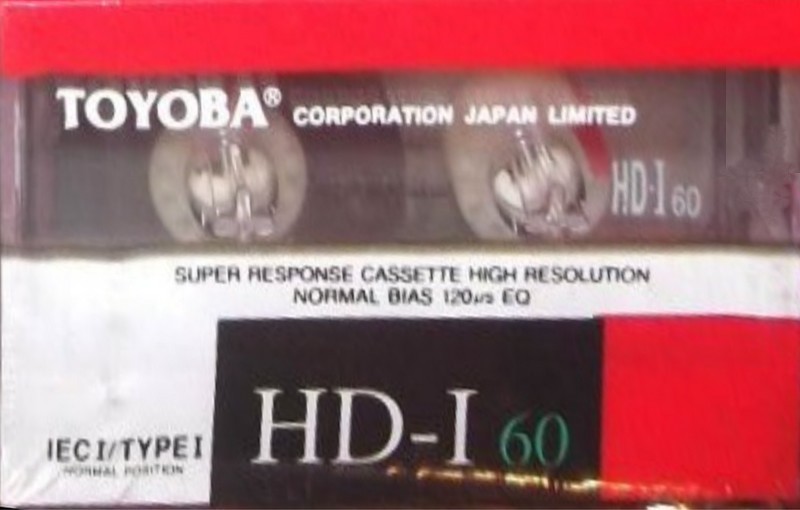 TOYOBA® CORPORATION JAPAN LIMITED
HD-I 60
SUPER RESPONSE CASSETTE HIGH RESOLUTION
NORMAL BIAS 120μs EQ
HD-I 60
IEC I/TYPE I
NORMAL POSITION